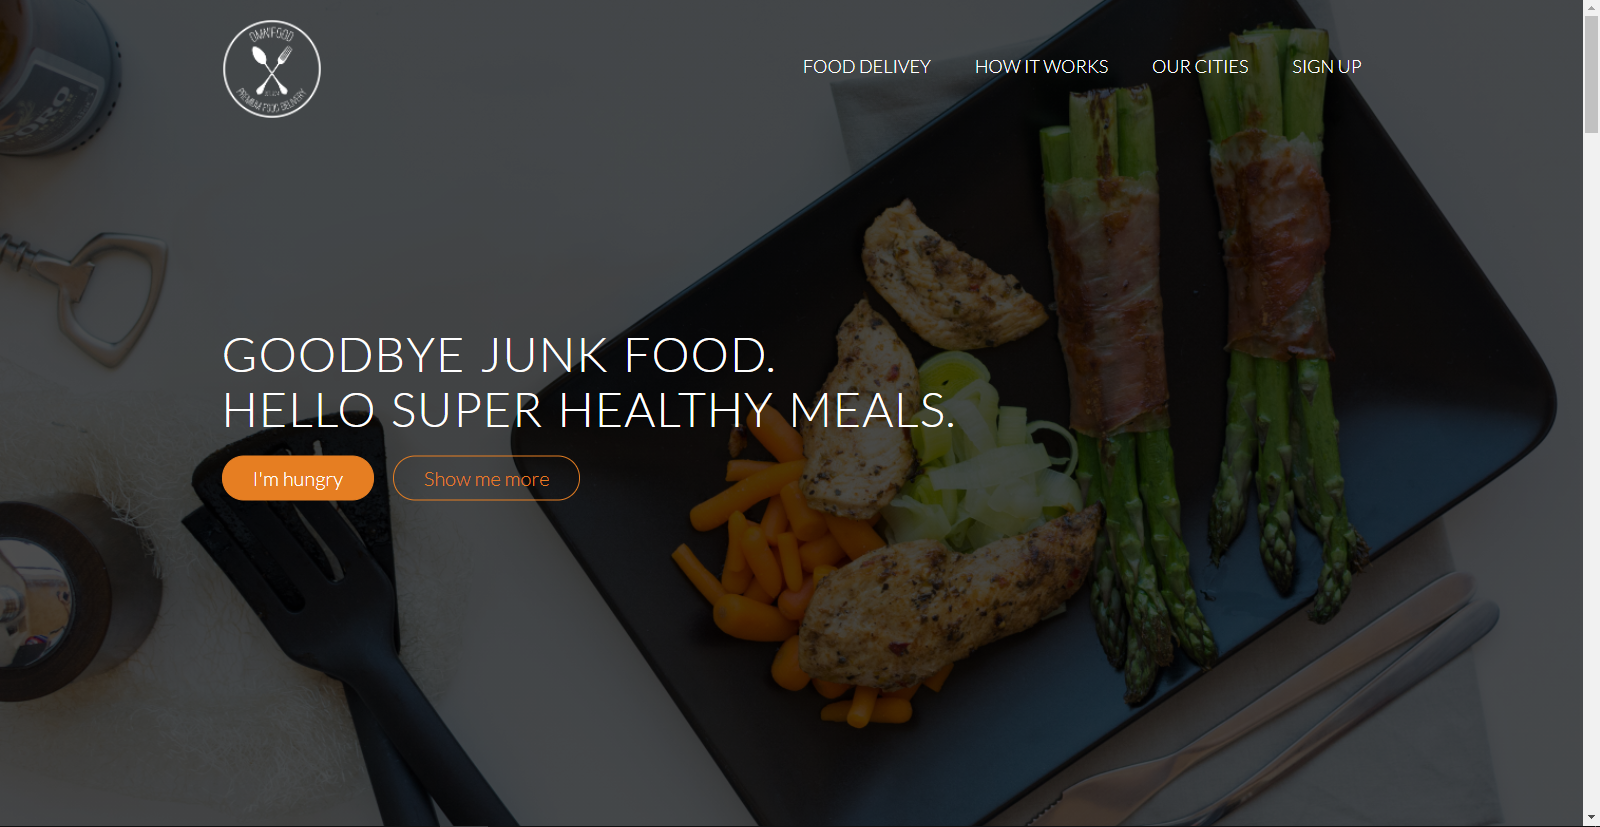 OMNIFOOD
PREMIUM FOOD DELIVERY
FOOD DELIVEY
HOW IT WORKS
OUR CITIES
SIGN UP
GOODBYE JUNK FOOD.
HELLO SUPER HEALTHY MEALS.
I'm hungry
Show me more